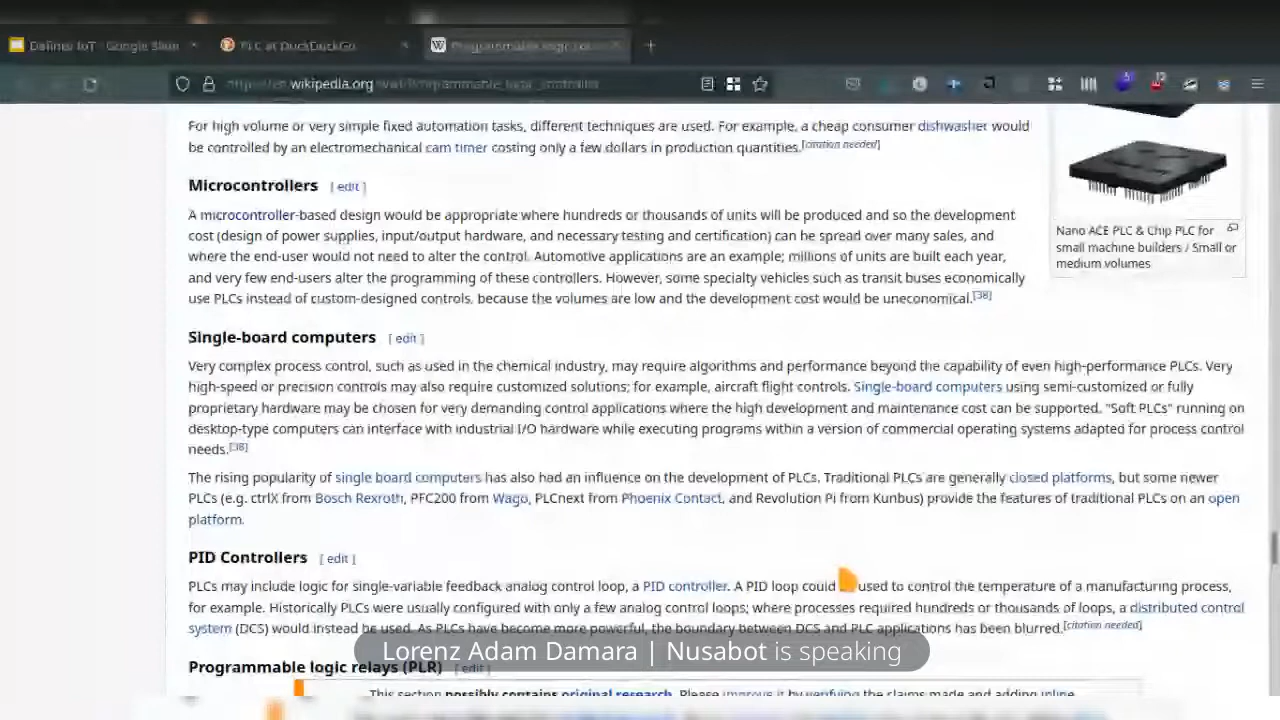 Definisi IoT - Google Slides
PLC at DuckDuckGo
Programmable logic co
wikipedia.org
For high volume or very simple fixed automation tasks, different techniques are used. For example, a cheap consumer dishwasher would
be controlled by an electromechanical cam timer costing only a few dollars in production quantities.[citation needed]
Microcontrollers [ edit ]
A microcontroller-based design would be appropriate where hundreds or thousands of units will be produced and so the development
cost (design of power supplies, input/output hardware, and necessary testing and certification) can be spread over many sales, and
where the end-user would not need to alter the control. Automotive applications are an example; millions of units are built each year,
and very few end-users alter the programming of these controllers. However, some specialty vehicles such as transit buses economically
use PLCs instead of custom-designed controls, because the volumes are low and the development cost would be uneconomical.[38]
Nano ACE PLC & Chip PLC for
small machine builders / Small or
medium volumes
Single-board computers [ edit ]
Very complex process control, such as used in the chemical industry, may require algorithms and performance beyond the capability of even high-performance PLCs. Very
high-speed or precision controls may also require customized solutions; for example, aircraft flight controls. Single-board computers using semi-customized or fully
proprietary hardware may be chosen for very demanding control applications where the high development and maintenance cost can be supported. "Soft PLCs" running on
desktop-type computers can interface with industrial I/O hardware while executing programs within a version of commercial operating systems adapted for process control
needs.[38]
The rising popularity of single board computers has also had an influence on the development of PLCs. Traditional PLCs are generally closed platforms, but some newer
PLCs (e.g. ctrlX from Bosch Rexroth, PFC200 from Wago, PLCnext from Phoenix Contact, and Revolution Pi from Kunbus) provide the features of traditional PLCs on an open
platform.
PID Controllers [ edit ]
PLCs may include logic for single-variable feedback analog control loop, a PID controller. A PID loop could used to control the temperature of a manufacturing process,
for example. Historically PLCs were usually configured with only a few analog control loops; where processes required hundreds or thousands of loops, a distributed control
system (DCS) would instead be used. As PLCs have become more powerful, the boundary between DCS and PLC applications has been blurred.[citation needed]
Lorenz Adam Damara | Nusabot is speaking
Programmable logic relays (PLR) [ edit ]
This section possibly contains original research. Please improve it by verifying the claims made and adding inline